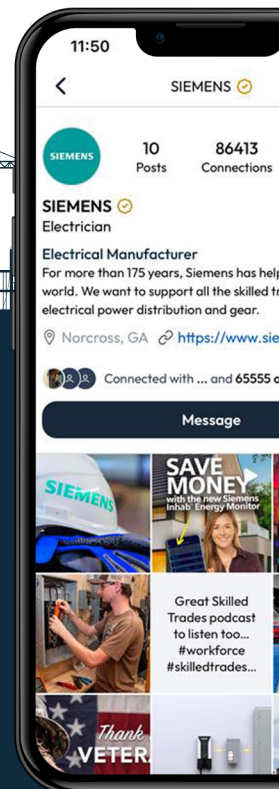 11:50
SIEMENS
SIEMENS
10
86413
Posts
Connections
SIEMENS
Electrician
Electrical Manufacturer
For more than 175 years, Siemens has help
world. We want to support all the skilled tr
electrical power distribution and gear.
Norcross, GA https://www.sie
Connected with ... and 65555 o
Message
SIEMENS
SAVE
MONEY
with the new Siemens
Inhab Energy Monitor
Great Skilled
Trades podcast
to listen too...
#workforce
#skilledtrades...
Thank
VETER